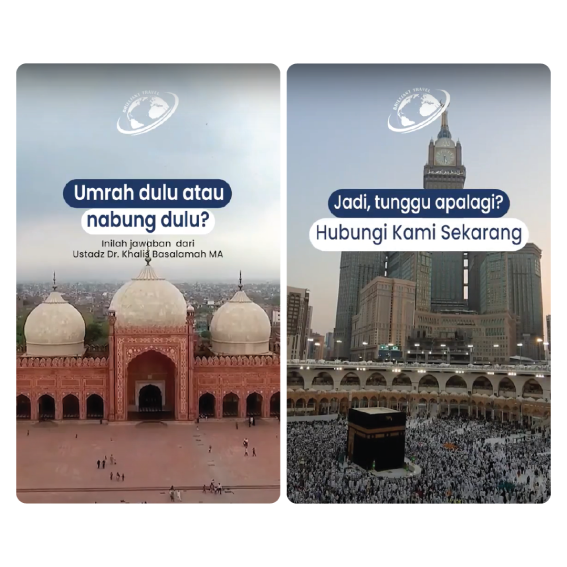 Umrah dulu atau
nabung dulu?
Inilah jawaban dari
Ustadz Dr. Khalid Basalamah MA
Jadi, tunggu apalagi?
Hubungi Kami Sekarang